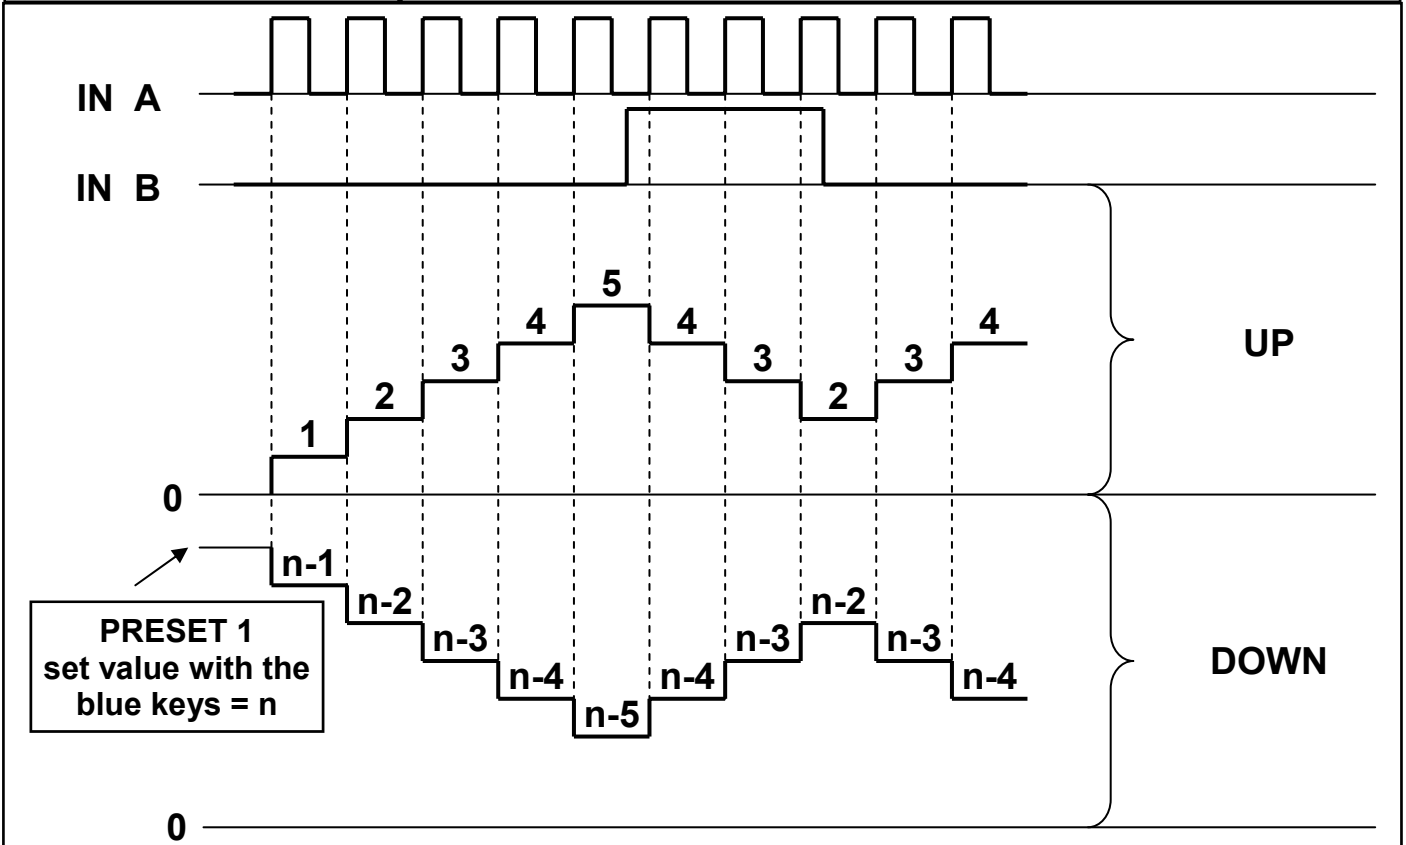 IN A
IN B
5
4
4
4
UP
3
3
3
2
2
1
0
n-1
n-2
n-2
PRESET 1
set value with the
blue keys = n
n-3
n-3
n-3
DOWN
n-4
n-4
n-4
n-5
0